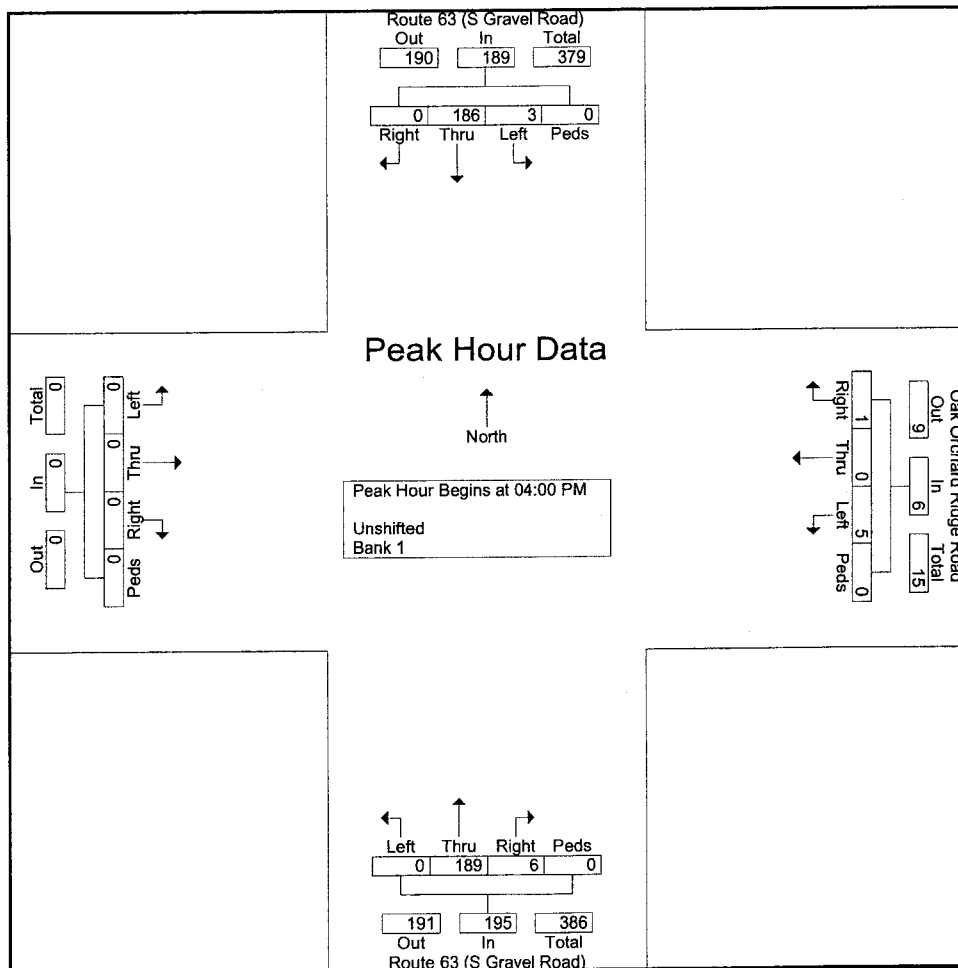 Route 63 (S Gravel Road)
Out In Total
190 189 379
0 186 3 0
Right Thru Left Peds
Peak Hour Data
North
Peak Hour Begins at 04:00 PM
Unshifted
Bank 1
Total In Out
0 0 0
0 0 0 0
Left Thru Right Peds
Right Thru Left Peds
1 0 5 0
9 6 15
Out In Total
Oak Orchard Ridge Road
Left Thru Right Peds
0 189 6 0
191 195 386
Out In Total
Route 63 (S Gravel Road)